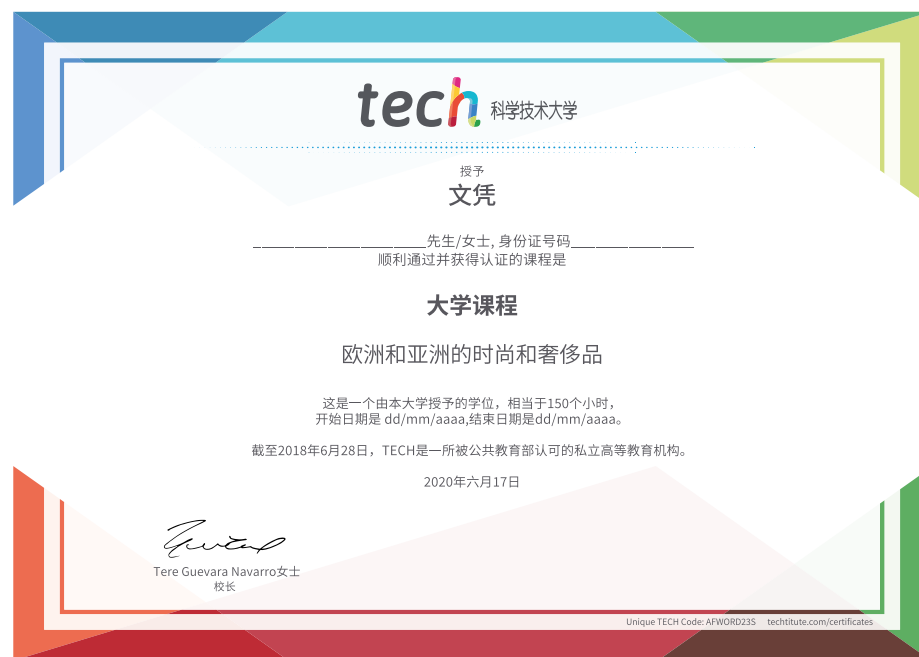 tech 科学技术大学
授予
文凭
____________________先生/女士, 身份证号码______________
顺利通过并获得认证的课程是
大学课程
欧洲和亚洲的时尚和奢侈品
这是一个由本大学授予的学位，相当于150个小时，
开始日期是 dd/mm/aaaa,结束日期是dd/mm/aaaa。
截至2018年6月28日，TECH是一所被公共教育部认可的私立高等教育机构。
2020年六月17日
Tere Guevara Navarro女士
校长
Unique TECH Code: AFWORD23S techtitute.com/certificates